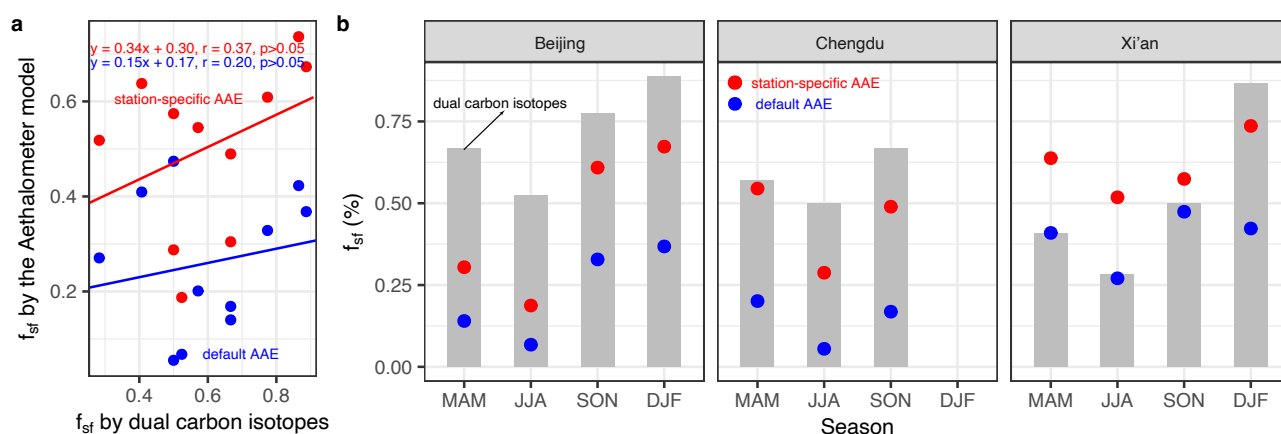 a
y = 0.34x + 0.30, r = 0.37, p>0.05
y = 0.15x + 0.17, r = 0.20, p>0.05
station-specific AAE
default AAE
0.6
0.4
0.2
0.4 0.6 0.8
f_sf by the Aethalometer model
f_sf by dual carbon isotopes
b
Beijing Chengdu Xi'an
dual carbon isotopes
station-specific AAE
default AAE
0.75
0.50
0.25
0.00
f_sf (%)
MAM JJA SON DJF MAM JJA SON DJF MAM JJA SON DJF
Season